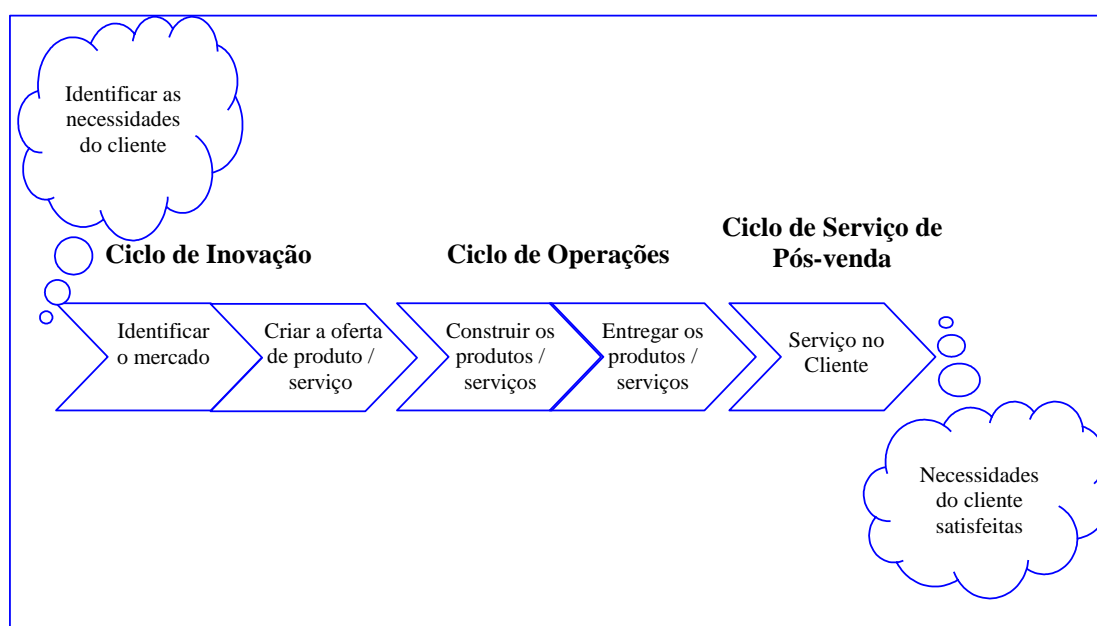 Identificar as
necessidades
do cliente
Ciclo de Inovação
Ciclo de Operações
Ciclo de Serviço de
Pós-venda
Identificar
o mercado
Criar a oferta
de produto /
serviço
Construir os
produtos /
serviços
Entregar os
produtos /
serviços
Serviço no
Cliente
Necessidades
do cliente
satisfeitas